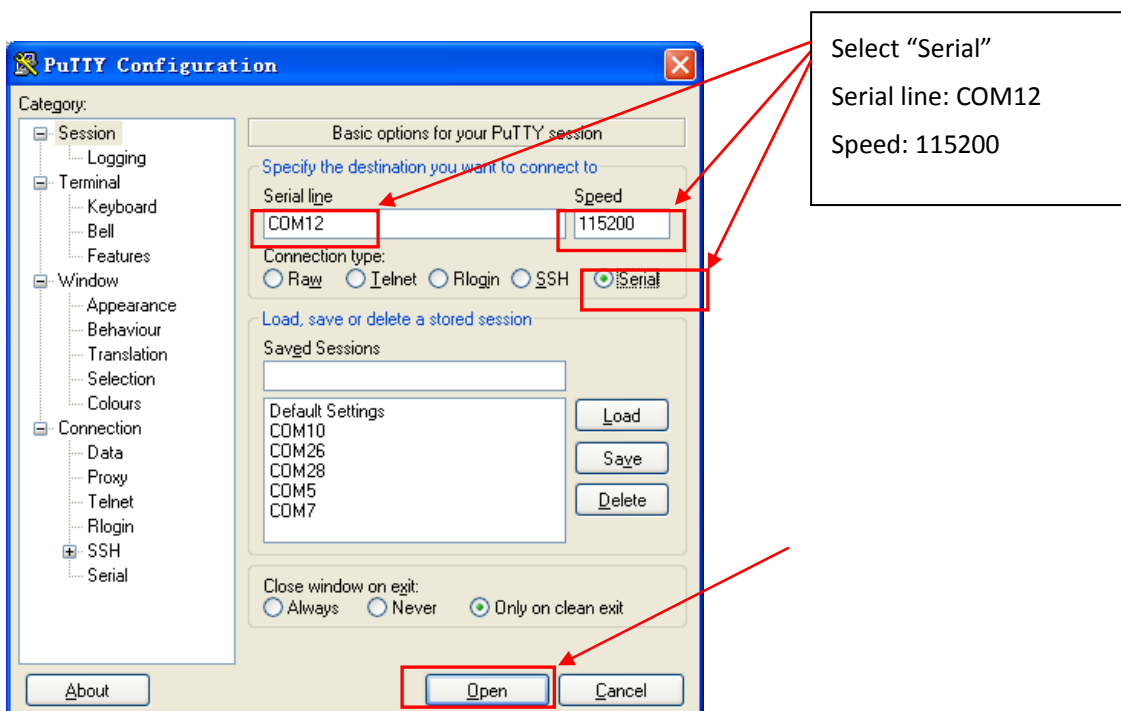 PuTTY Configuration
Category:
Session
Logging
Terminal
Keyboard
Bell
Features
Window
Appearance
Behaviour
Translation
Selection
Colours
Connection
Data
Proxy
Telnet
Rlogin
SSH
Serial
Basic options for your PuTTY session
Specify the destination you want to connect to
Serial line Speed
COM12 115200
Connection type:
Raw Telnet Rlogin SSH Serial
Load, save or delete a stored session
Saved Sessions
Default Settings
COM10
COM26
COM28
COM5
COM7
Load
Save
Delete
Close window on exit:
Always Never Only on clean exit
About Open Cancel
Select “Serial”
Serial line: COM12
Speed: 115200